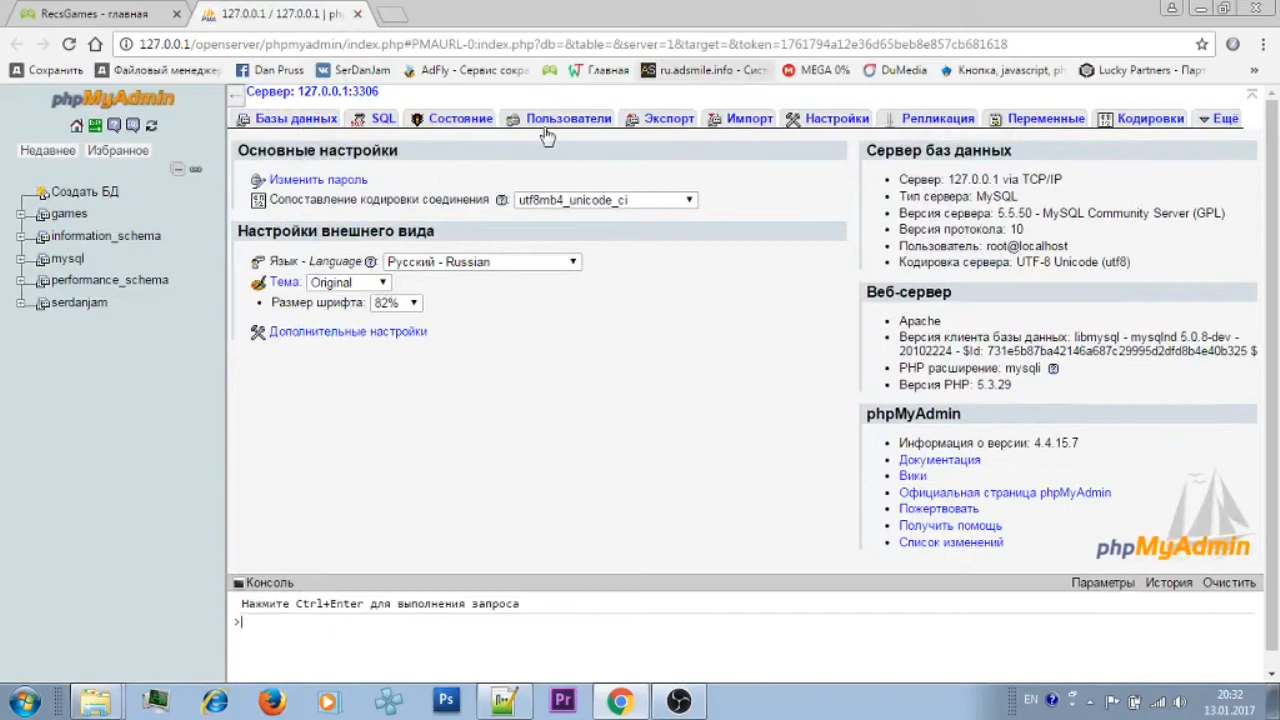 RecsGames - главная
127.0.0.1 / 127.0.0.1 | ph
127.0.0.1/openserver/phpmyadmin/index.php#PMAURL-0:index.php?db=&table=&server=1&target=&token=1761794a12e36d65beb8e857cb681618
Сохранить
Файловый менеджер
Dan Pruss
SerDanJam
AdFly - Сервис сокра
Главная
ru.adsmile.info - Сист
MEGA 0%
DuMedia
Кнопка, javascript, ph
Lucky Partners - Парт
»
phpMyAdmin
Недавнее Избранное
Создать БД
games
information_schema
mysql
performance_schema
serdanjam
Сервер: 127.0.0.1:3306
Базы данных
SQL
Состояние
Пользователи
Экспорт
Импорт
Настройки
Репликация
Переменные
Кодировки
Ещё
Основные настройки
Изменить пароль
Сопоставление кодировки соединения
utf8mb4_unicode_ci
Настройки внешнего вида
Язык - Language
Русский - Russian
Тема: Original
Размер шрифта: 82%
Дополнительные настройки
Сервер баз данных
Сервер: 127.0.0.1 via TCP/IP
Тип сервера: MySQL
Версия сервера: 5.5.50 - MySQL Community Server (GPL)
Версия протокола: 10
Пользователь: root@localhost
Кодировка сервера: UTF-8 Unicode (utf8)
Веб-сервер
Apache
Версия клиента базы данных: libmysql - mysqlnd 5.0.8-dev -
20102224 - $Id: 731e5b87ba42146a687c29995d2dfd8b4e40b325 $
PHP расширение: mysqli
Версия PHP: 5.3.29
phpMyAdmin
Информация о версии: 4.4.15.7
Документация
Вики
Официальная страница phpMyAdmin
Пожертвовать
Получить помощь
Список изменений
phpMyAdmin
Консоль
Параметры История Очистить
Нажмите Ctrl+Enter для выполнения запроса
>
Ps
Pr
EN
20:32
13.01.2017